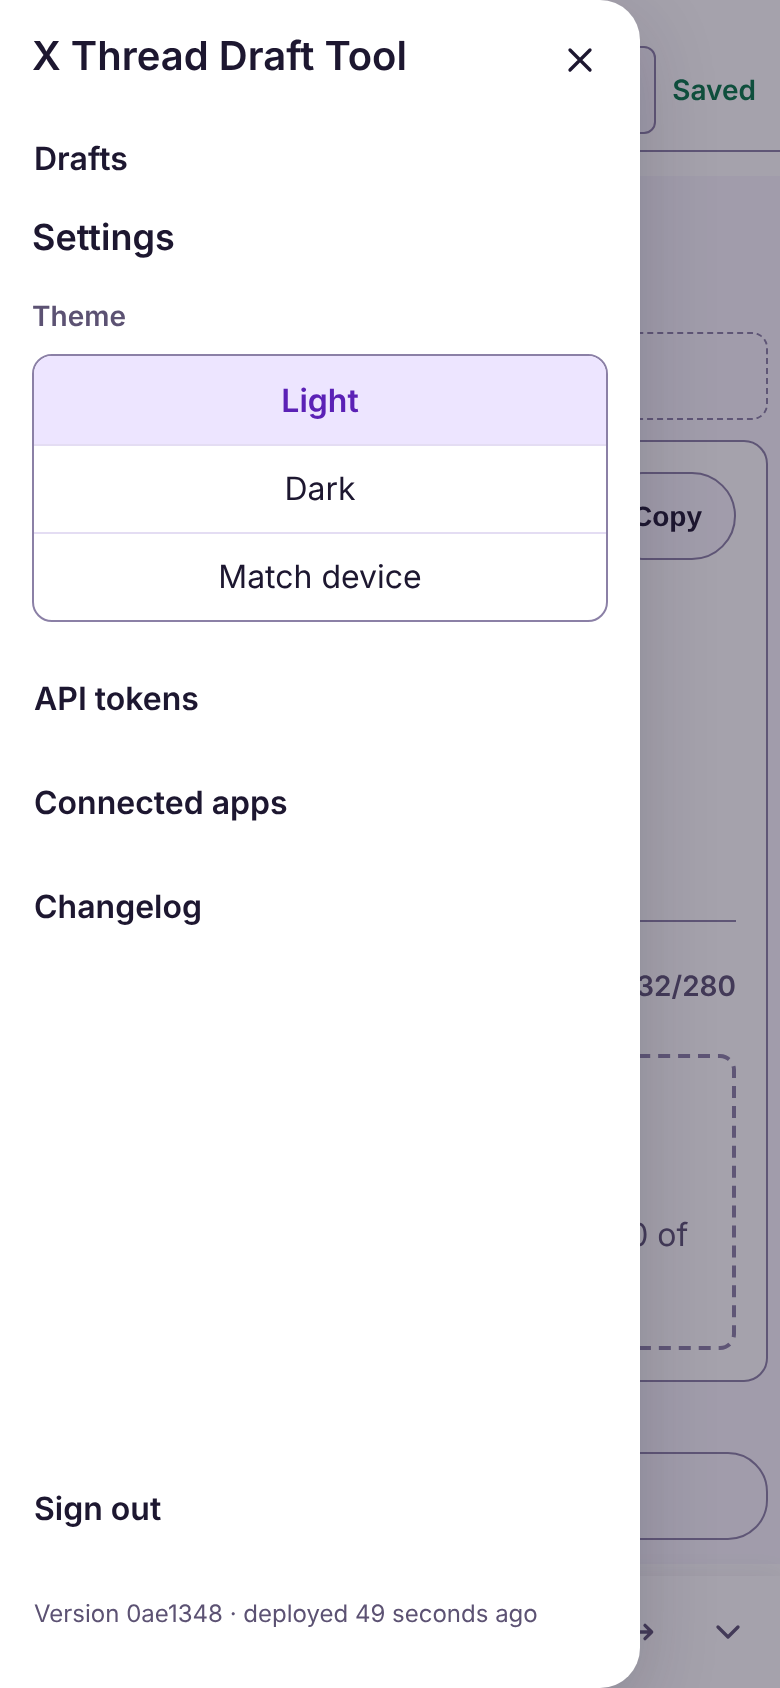 X Thread Draft Tool
Saved
Drafts
Settings
Theme
Light
Dark
Match device
Copy
API tokens
Connected apps
Changelog
32/280
of
Sign out
Version 0ae1348 · deployed 49 seconds ago